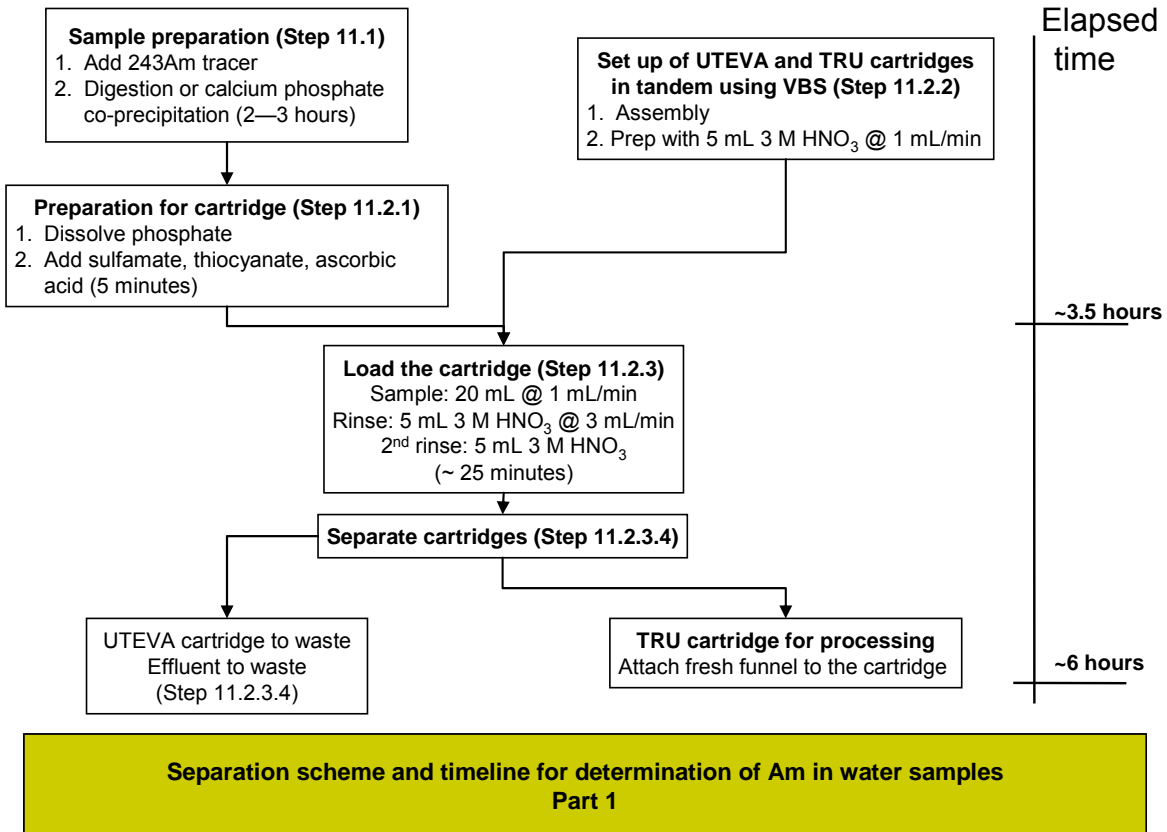 Sample preparation (Step 11.1)
1. Add 243Am tracer
2. Digestion or calcium phosphate
co-precipitation (2—3 hours)
Set up of UTEVA and TRU cartridges
in tandem using VBS (Step 11.2.2)
1. Assembly
2. Prep with 5 mL 3 M HNO₃ @ 1 mL/min
Elapsed
time
Preparation for cartridge (Step 11.2.1)
1. Dissolve phosphate
2. Add sulfamate, thiocyanate, ascorbic
acid (5 minutes)
~3.5 hours
Load the cartridge (Step 11.2.3)
Sample: 20 mL @ 1 mL/min
Rinse: 5 mL 3 M HNO₃ @ 3 mL/min
2ⁿᵈ rinse: 5 mL 3 M HNO₃
(~ 25 minutes)
Separate cartridges (Step 11.2.3.4)
UTEVA cartridge to waste
Effluent to waste
(Step 11.2.3.4)
TRU cartridge for processing
Attach fresh funnel to the cartridge
~6 hours
Separation scheme and timeline for determination of Am in water samples
Part 1